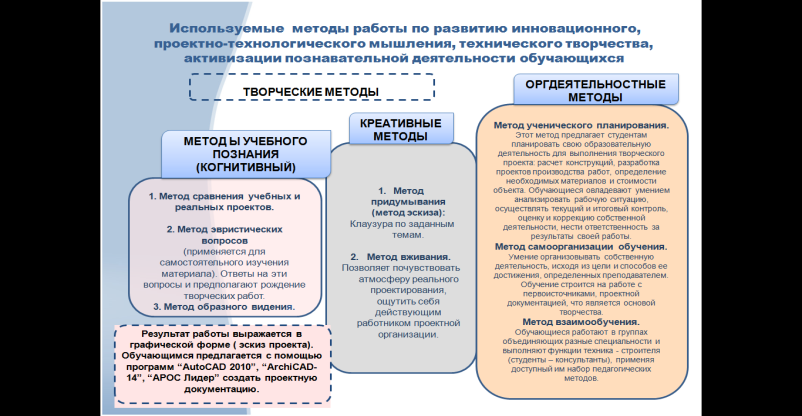 Используемые методы работы по развитию инновационного,
проектно-технологического мышления, технического творчества,
активизации познавательной деятельности обучающихся
ТВОРЧЕСКИЕ МЕТОДЫ
МЕТОД Ы УЧЕБНОГО
ПОЗНАНИЯ
(КОГНИТИВНЫЙ)
1. Метод сравнения учебных и
реальных проектов.
2. Метод эвристических
вопросов
(применяется для
самостоятельного изучения
материала). Ответы на эти
вопросы и предполагают рождение
творческих работ.
3. Метод образного видения.
Результат работы выражается в
графической форме ( эскиз проекта).
Обучающимся предлагается с помощью
программ “AutoCAD 2010”, “ArchiCAD-
14”, “АРОС Лидер” создать проектную
документацию.
КРЕАТИВНЫЕ
МЕТОДЫ
1. Метод
придумывания
(метод эскиза):
Клаузура по заданным
темам.
2. Метод вживания.
Позволяет почувствовать
атмосферу реального
проектирования,
ощутить себя
действующим
работником проектной
организации.
ОРГДЕЯТЕЛЬНОСТНЫЕ
МЕТОДЫ
Метод ученического планирования.
Этот метод предлагает студентам
планировать свою образовательную
деятельность для выполнения творческого
проекта: расчет конструкций, разработка
проектов производства работ, определение
необходимых материалов и стоимости
объекта. Обучающиеся овладевают умением
анализировать рабочую ситуацию,
осуществлять текущий и итоговый контроль,
оценку и коррекцию собственной
деятельности, нести ответственность за
результаты своей работы.
Метод самоорганизации обучения.
Умение организовывать собственную
деятельность, исходя из цели и способов ее
достижения, определенных преподавателем.
Обучение строится на работе с
первоисточниками, проектной
документацией, что является основой
творчества.
Метод взаимообучения.
Обучающиеся работают в группах
объединяющих разные специальности и
выполняют функции техника - строителя
(студенты – консультанты), применяя
доступный им набор педагогических
методов.